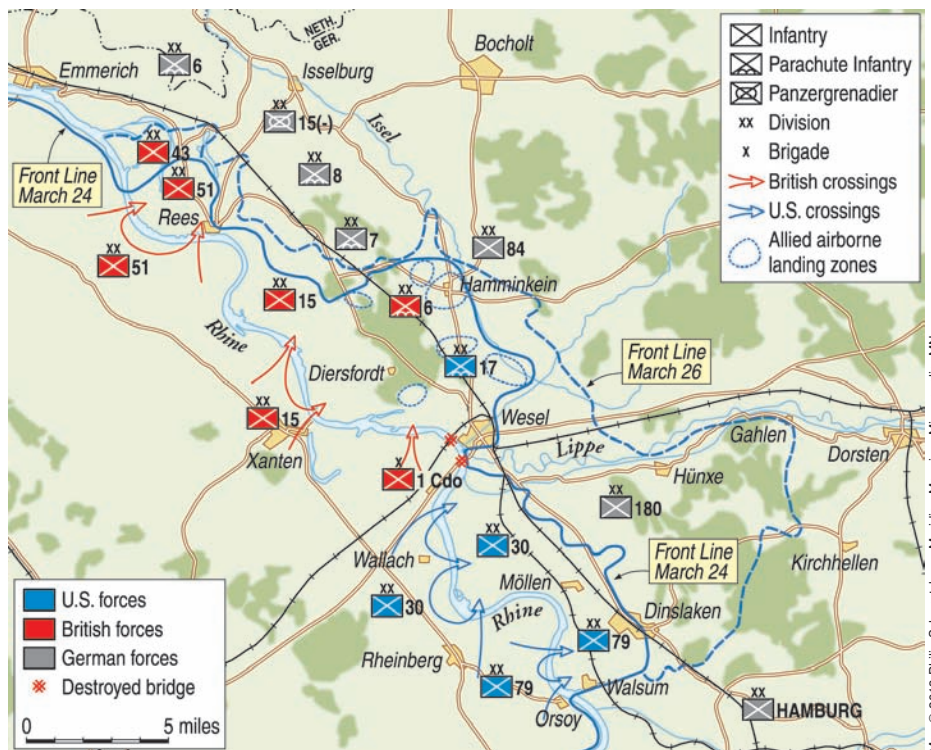 NETH.
GER.
xx
6
Emmerich
Isselburg
Bocholt
Issel
xx
15(-)
xx
43
Front Line
March 24
xx
51
xx
8
Rees
xx
51
xx
7
xx
84
xx
15
Hamminkein
xx
6
Rhine
Diersfordt
xx
17
Front Line
March 26
xx
15
Xanten
Wesel
Lippe
Gahlen
Dorsten
x
1 Cdo
Hünxe
xx
180
Wallach
xx
30
Front Line
March 24
Kirchhellen
xx
30
Möllen
Rhine
Dinslaken
xx
79
Rheinberg
xx
79
Walsum
Orsoy
xx
HAMBURG
Infantry
Parachute Infantry
Panzergrenadier
xx Division
x Brigade
British crossings
U.S. crossings
Allied airborne
landing zones
U.S. forces
British forces
German forces
Destroyed bridge
0 5 miles